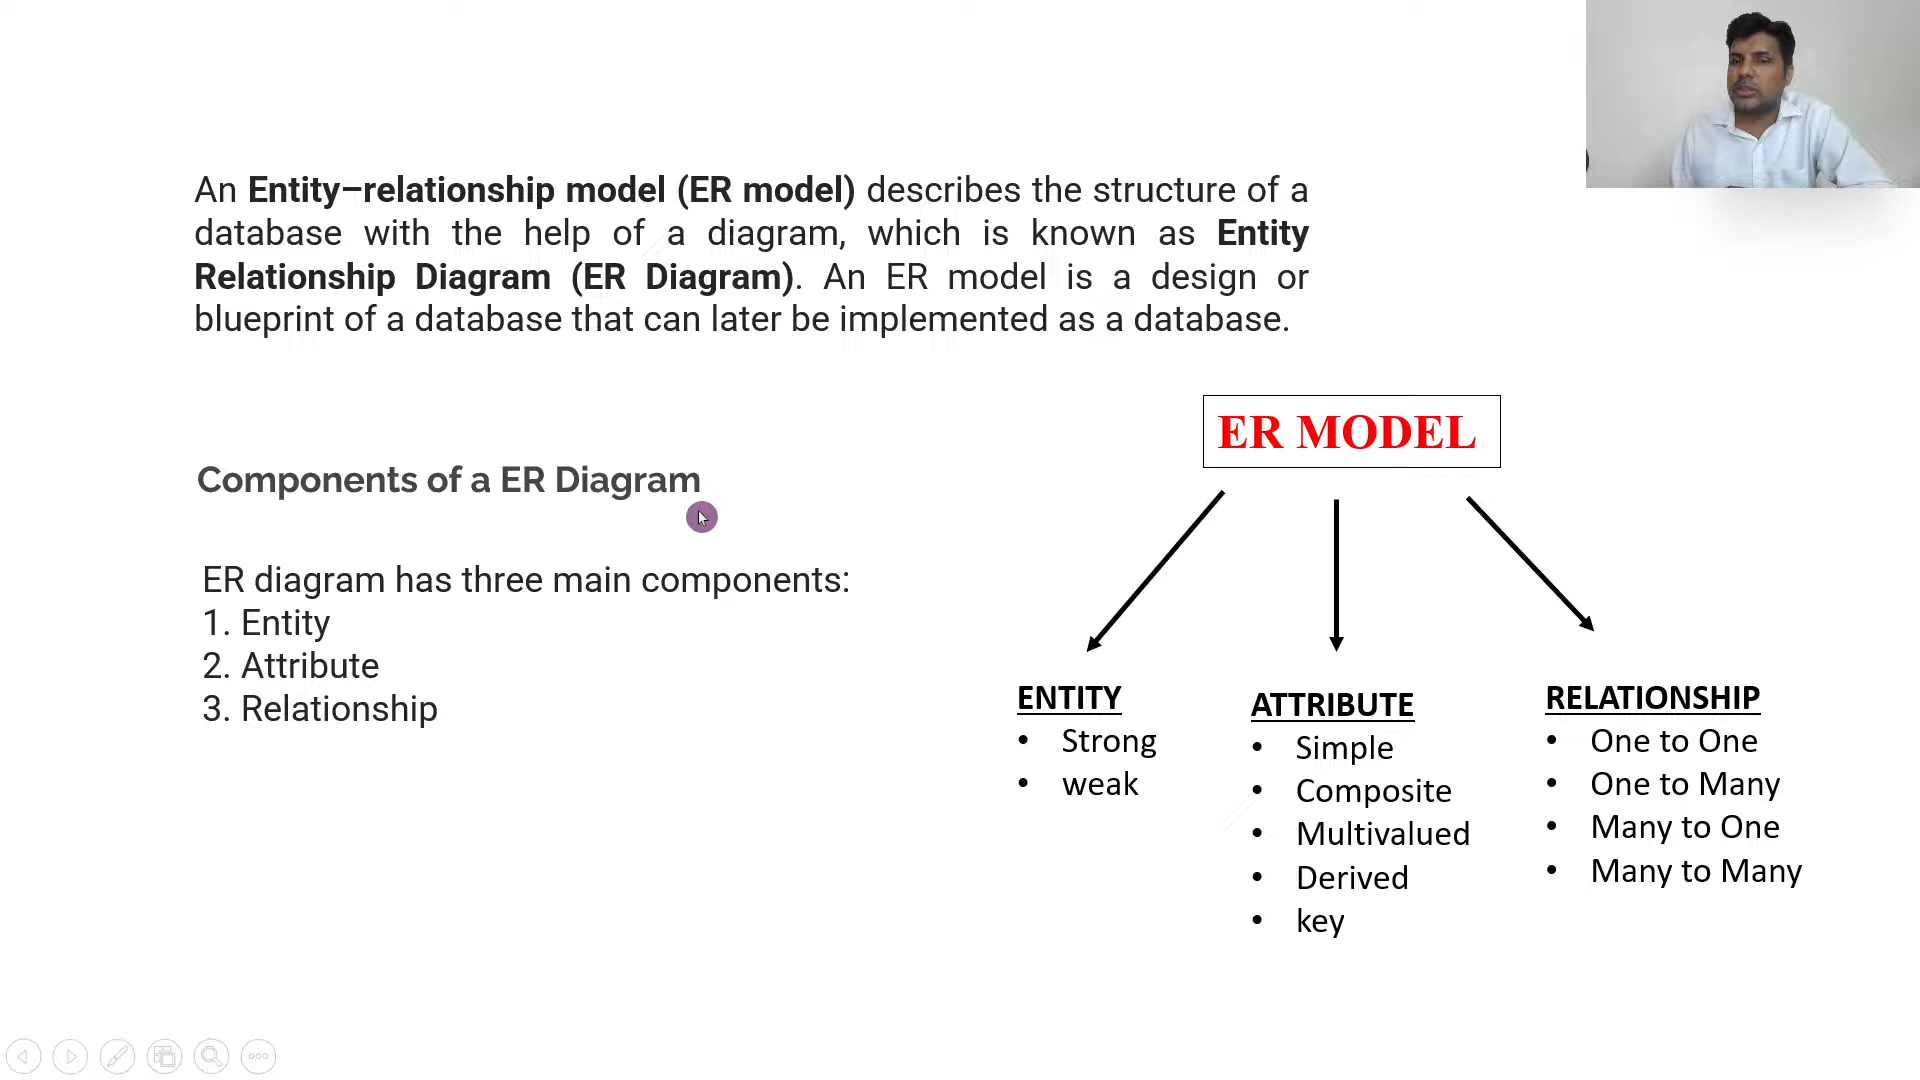 An Entity–relationship model (ER model) describes the structure of a
database with the help of a diagram, which is known as Entity
Relationship Diagram (ER Diagram). An ER model is a design or
blueprint of a database that can later be implemented as a database.
Components of a ER Diagram
ER diagram has three main components:
1. Entity
2. Attribute
3. Relationship
ER MODEL
ENTITY
• Strong
• weak
ATTRIBUTE
• Simple
• Composite
• Multivalued
• Derived
• key
RELATIONSHIP
• One to One
• One to Many
• Many to One
• Many to Many